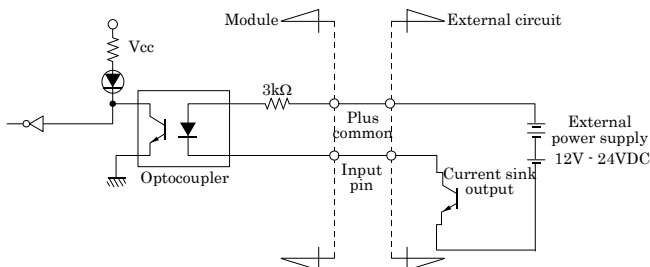 Module
External circuit
Vcc
3kΩ
Plus
common
External
power supply
12V - 24VDC
Input
pin
Current sink
output
Optocoupler